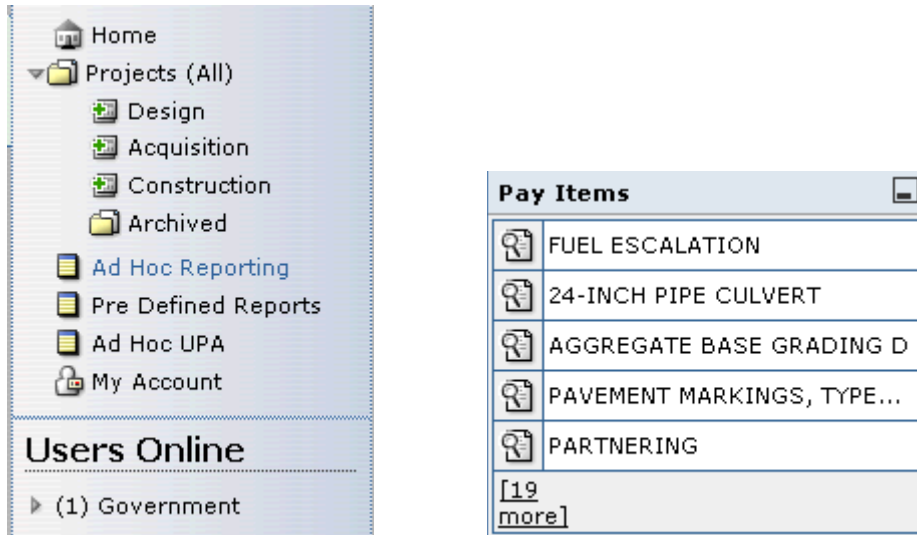 Home
Projects (All)
Design
Acquisition
Construction
Archived
Ad Hoc Reporting
Pre Defined Reports
Ad Hoc UPA
My Account
Users Online
(1) Government
Pay Items
FUEL ESCALATION
24-INCH PIPE CULVERT
AGGREGATE BASE GRADING D
PAVEMENT MARKINGS, TYPE...
PARTNERING
[19
more]